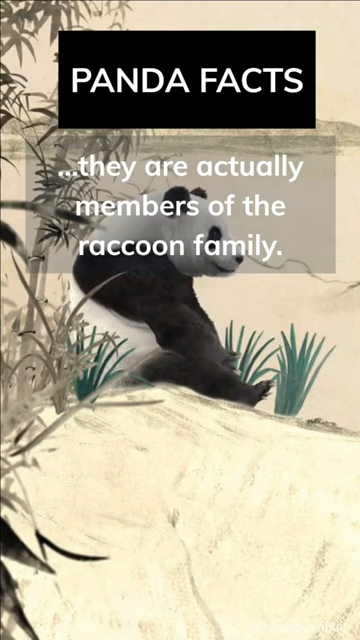 PANDA FACTS
...they are actually
members of the
raccoon family.